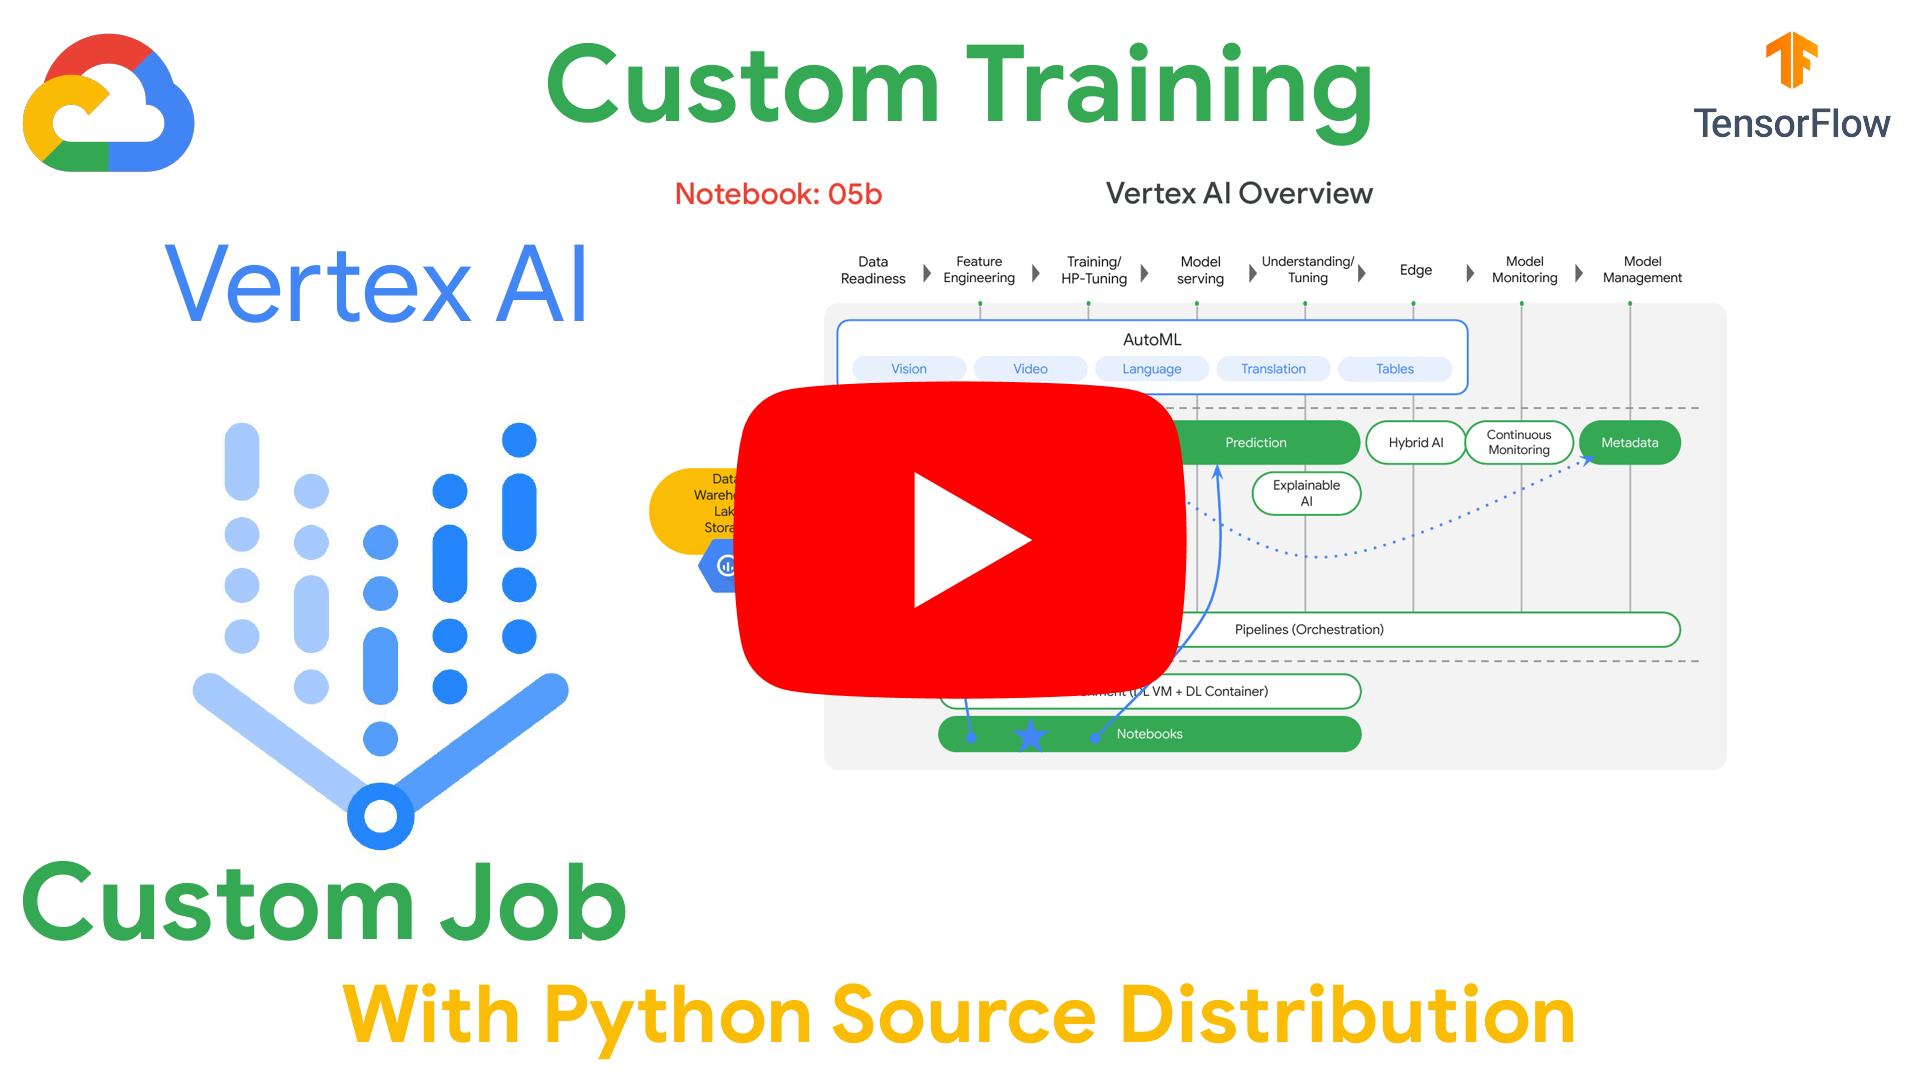 Custom Training
TensorFlow
Notebook: 05b
Vertex AI Overview
Vertex AI
Data
Readiness
Feature
Engineering
Training/
HP-Tuning
Model
serving
Understanding/
Tuning
Edge
Model
Monitoring
Model
Management
AutoML
Vision
Video
Language
Translation
Tables
Prediction
Hybrid AI
Continuous
Monitoring
Metadata
Explainable
AI
Data
Pipelines (Orchestration)
(DL VM + DL Container)
Notebooks
Custom Job
With Python Source Distribution